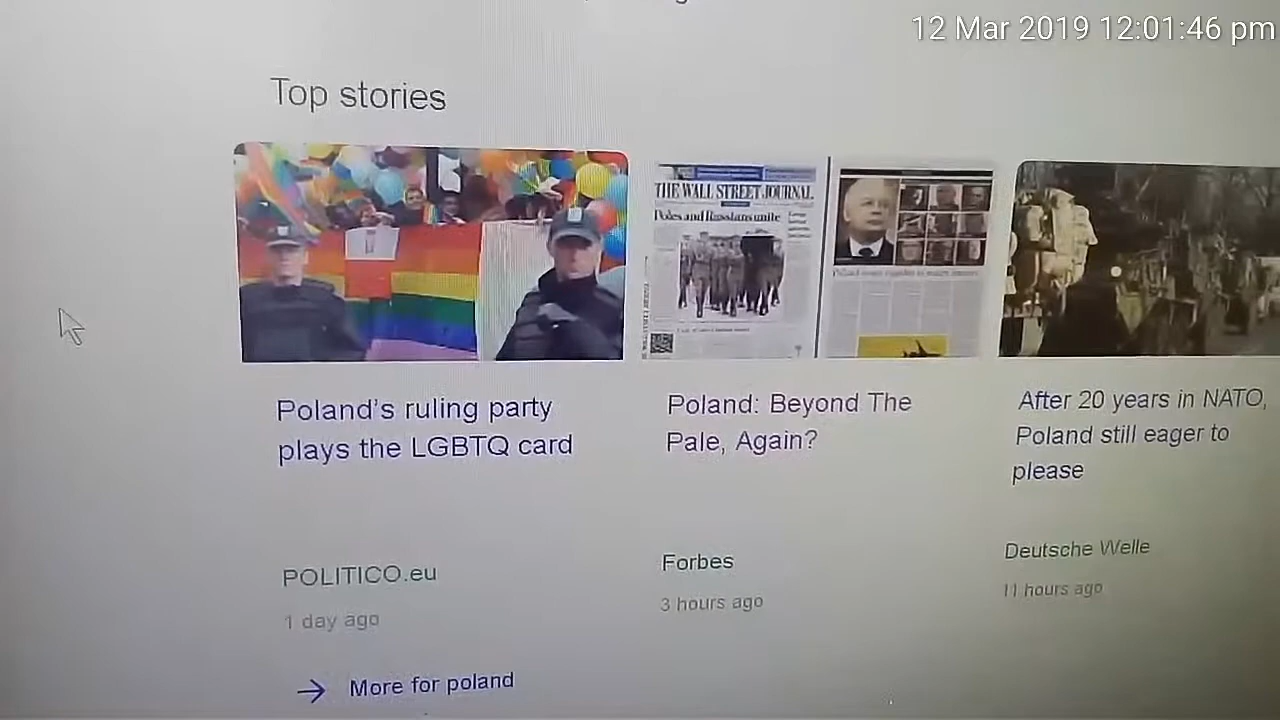 12 Mar 2019 12:01:46 pm
Top stories
THE WALL STREET JOURNAL
Poles and Russians unite
Poland's ruling party
plays the LGBTQ card
POLITICO.eu
1 day ago
Poland: Beyond The
Pale, Again?
Forbes
3 hours ago
After 20 years in NATO,
Poland still eager to
please
Deutsche Welle
11 hours ago
→ More for poland